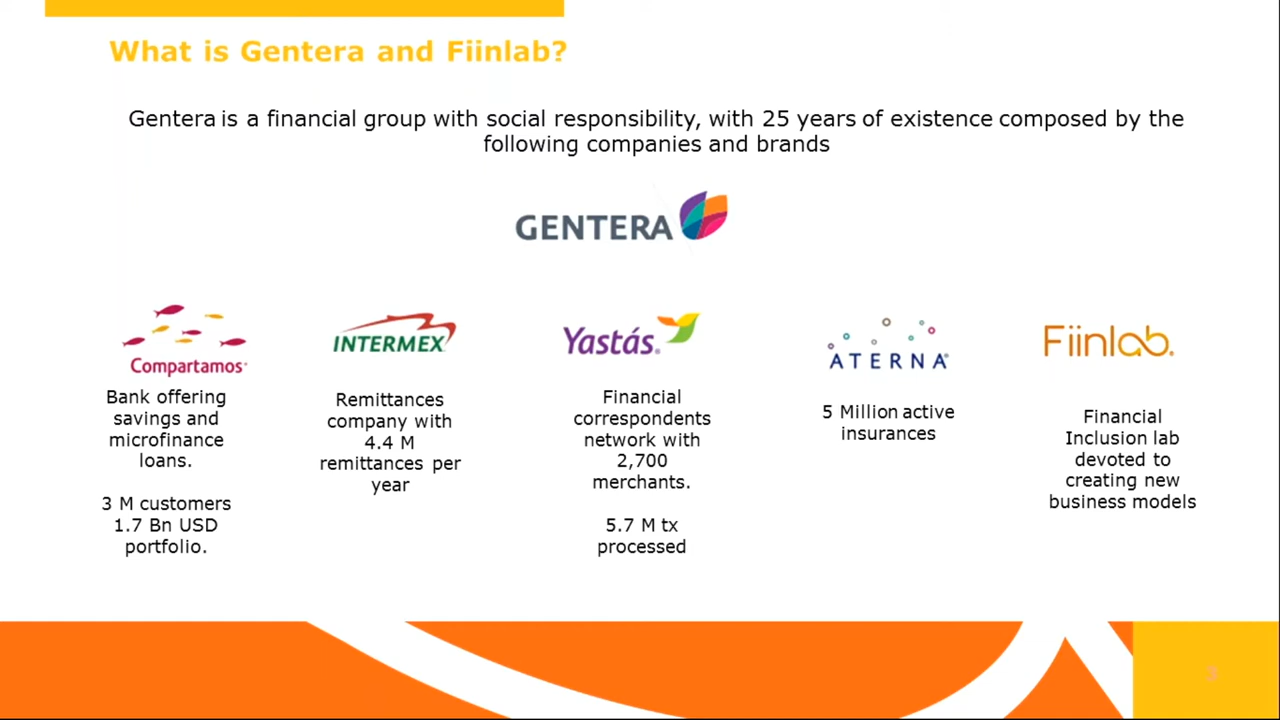 What is Gentera and Fiinlab?
Gentera is a financial group with social responsibility, with 25 years of existence composed by the
following companies and brands
GENTERA
Compartamos
Bank offering
savings and
microfinance
loans.
3 M customers
1.7 Bn USD
portfolio.
INTERMEX
Remittances
company with
4.4 M
remittances per
year
Yastás.
Financial
correspondents
network with
2,700
merchants.
5.7 M tx
processed
ATERNA
5 Million active
insurances
Fiinlab.
Financial
Inclusion lab
devoted to
creating new
business models
3